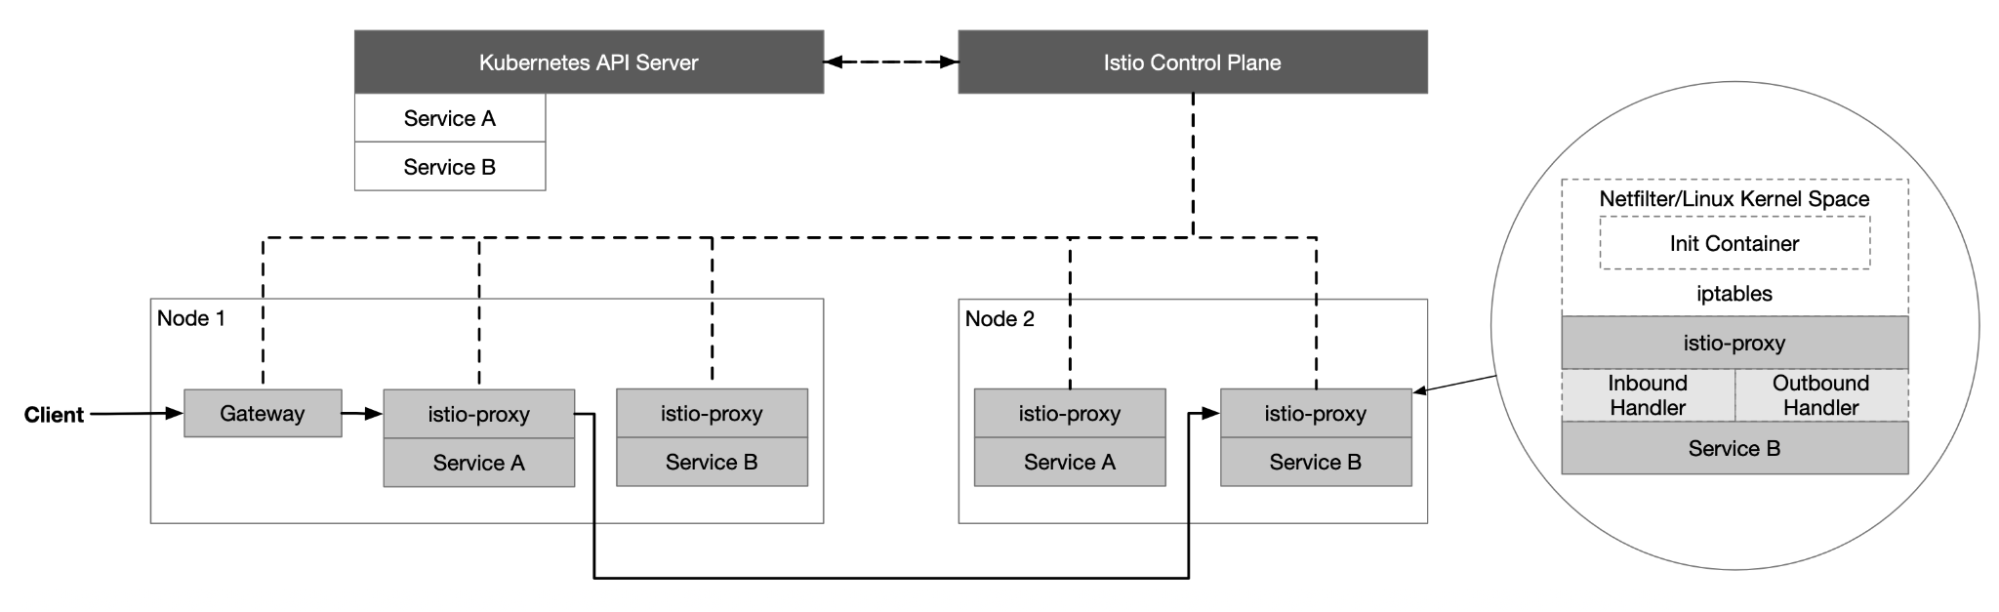 Kubernetes API Server
Istio Control Plane
Service A
Service B
Node 1
Node 2
Client
Gateway
istio-proxy
Service A
istio-proxy
Service B
istio-proxy
Service A
istio-proxy
Service B
Netfilter/Linux Kernel Space
Init Container
iptables
istio-proxy
Inbound
Handler
Outbound
Handler
Service B